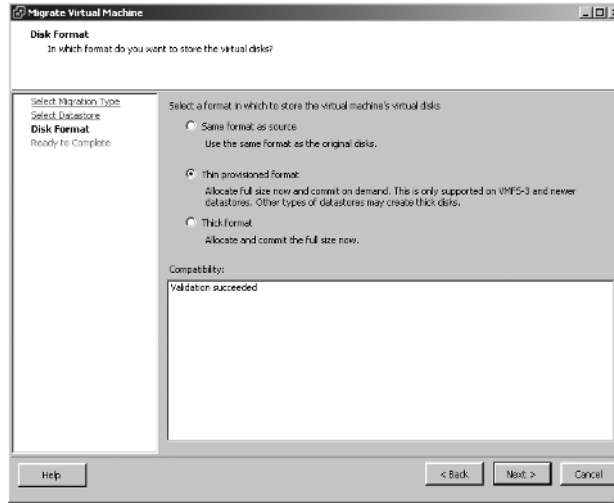 Migrate Virtual Machine
Disk Format
In which format do you want to store the virtual disks?
Select Migration Type
Select Datastore
Disk Format
Ready to Complete
Select a format in which to store the virtual machine's virtual disks
Same format as source
Use the same format as the original disks.
Thin provisioned format
Allocate full size now and commit on demand. This is only supported on VMFS-3 and newer
datastores. Other types of datastores may create thick disks.
Thick format
Allocate and commit the full size now.
Compatibility:
Validation succeeded
Help
< Back
Next >
Cancel